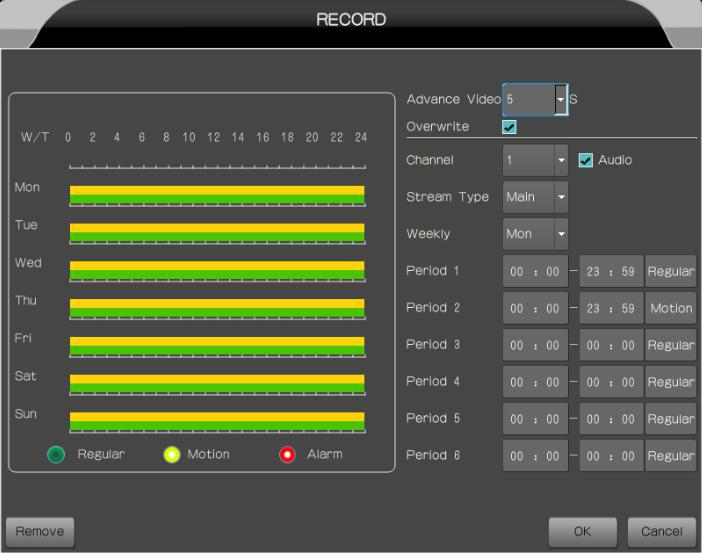 RECORD
Advance Video 5 S
Overwrite
W/T 0 2 4 6 8 10 12 14 16 18 20 22 24
Channel 1 Audio
Mon
Stream Type Main
Tue
Weekly Mon
Wed
Period 1 00 : 00 - 23 : 59 Regular
Thu
Period 2 00 : 00 - 23 : 59 Motion
Fri
Period 3 00 : 00 - 00 : 00 Regular
Sat
Period 4 00 : 00 - 00 : 00 Regular
Sun
Period 5 00 : 00 - 00 : 00 Regular
Regular Motion Alarm
Period 6 00 : 00 - 00 : 00 Regular
Remove OK Cancel